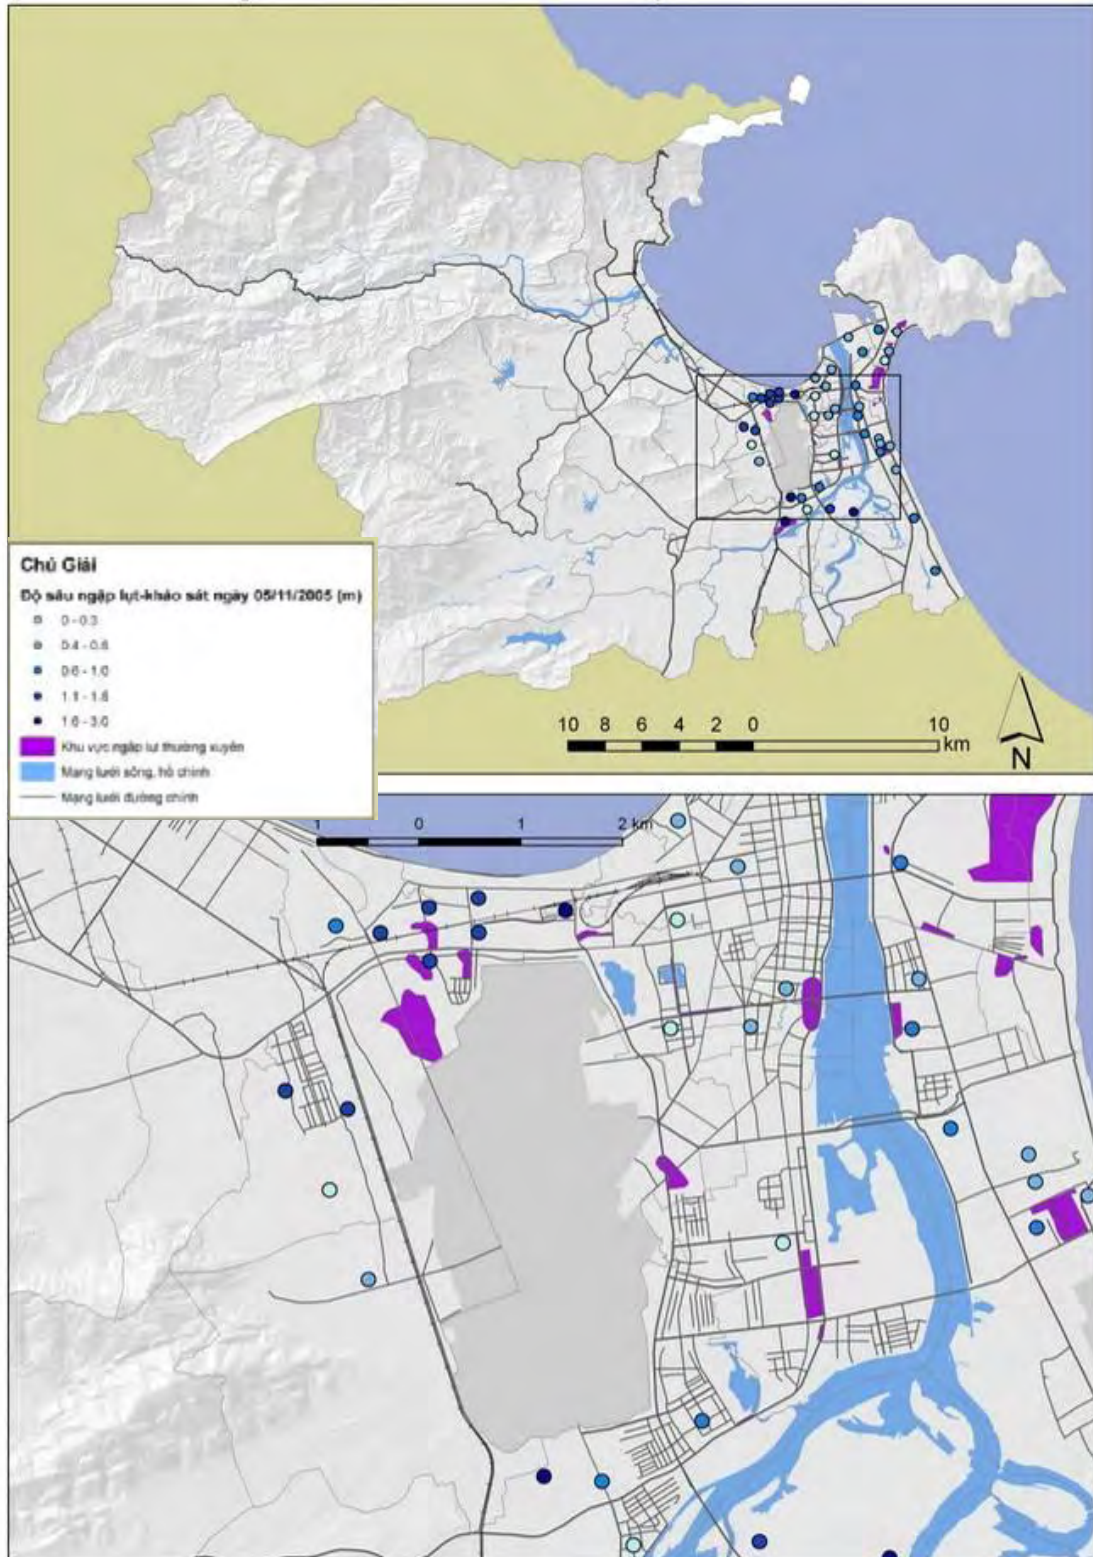 Chú Giải
Độ sâu ngập lụt-khảo sát ngày 05/11/2005 (m)
0 - 0.3
0.4 - 0.5
0.6 - 1.0
1.1 - 1.5
1.6 - 3.0
Khu vực ngập lụt thường xuyên
Mạng lưới sông, hồ chính
Mạng lưới đường chính
10 8 6 4 2 0 10
km
N
1 0 1 2 km